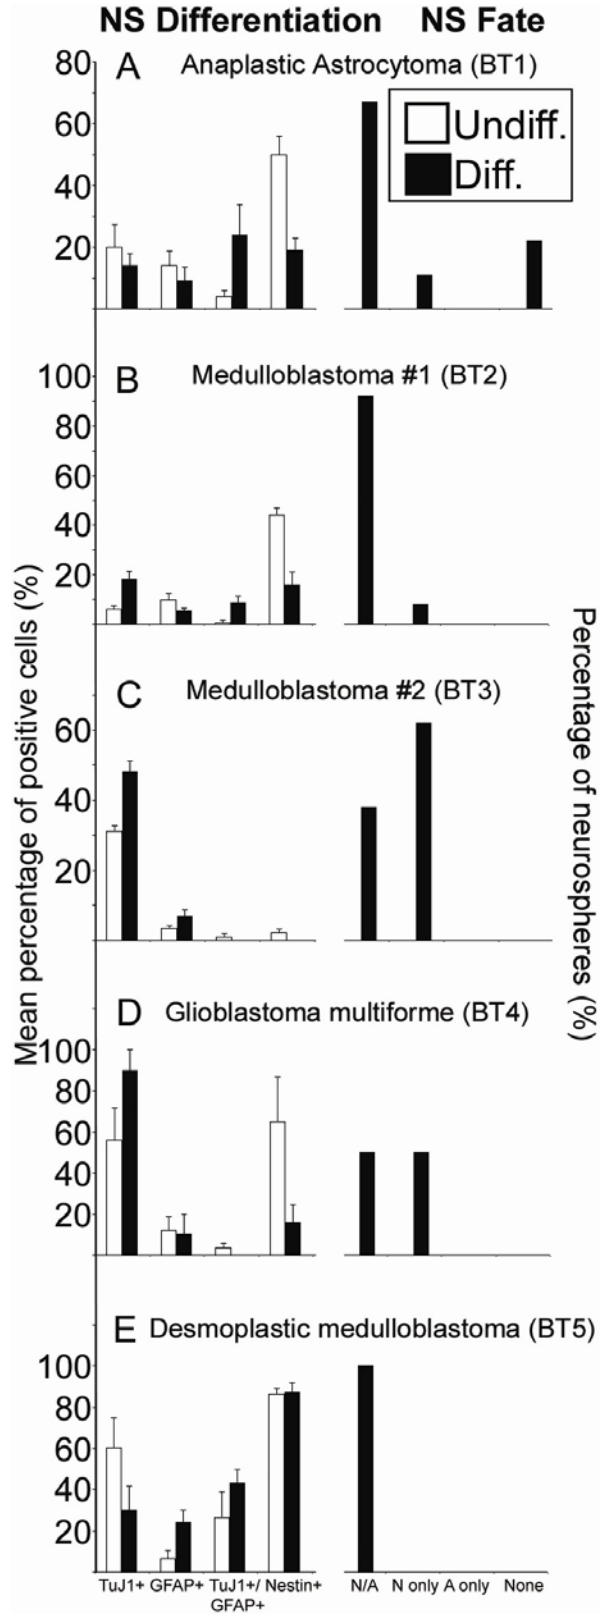 NS Differentiation NS Fate
A Anaplastic Astrocytoma (BT1)
80
60
40
20
Undiff.
Diff.
B Medulloblastoma #1 (BT2)
100
80
60
40
20
Mean percentage of positive cells (%)
Percentage of neurospheres (%)
C Medulloblastoma #2 (BT3)
60
40
20
D Glioblastoma multiforme (BT4)
100
80
60
40
20
E Desmoplastic medulloblastoma (BT5)
100
80
60
40
20
TuJ1+ GFAP+ TuJ1+/ Nestin+ N/A N only A only None
GFAP+